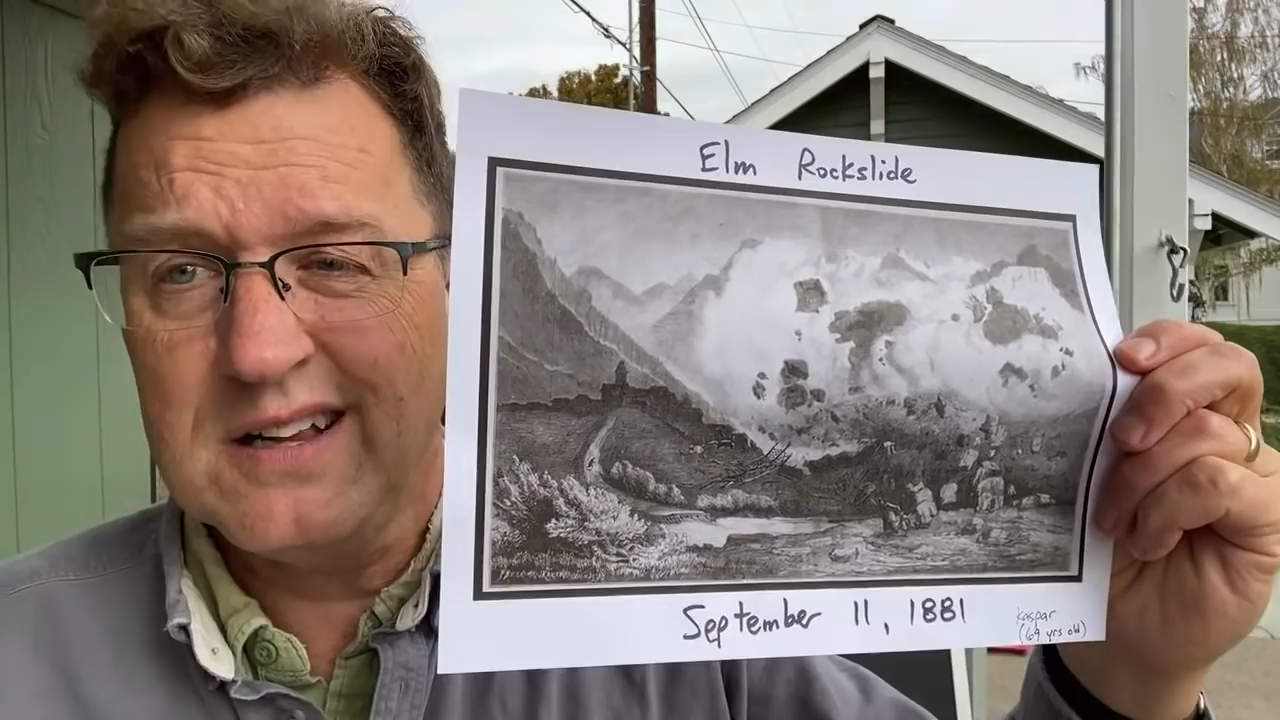 Elm Rockslide
September 11, 1881
Kaspar
(69 yrs old)